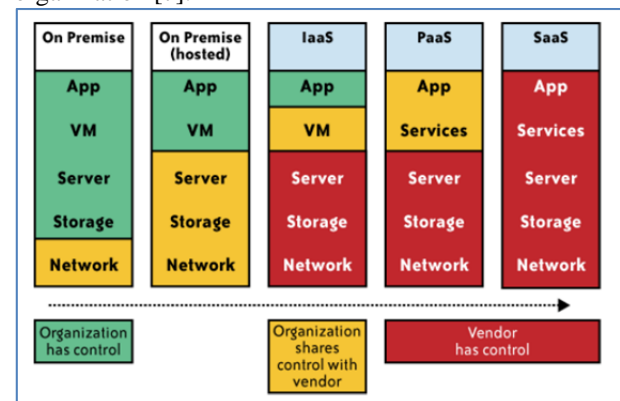 On Premise
App
VM
Server
Storage
Network
On Premise
(hosted)
App
VM
Server
Storage
Network
IaaS
App
VM
Server
Storage
Network
PaaS
App
Services
Server
Storage
Network
SaaS
App
Services
Server
Storage
Network
Organization
has control
Organization
shares
control with
vendor
Vendor
has control